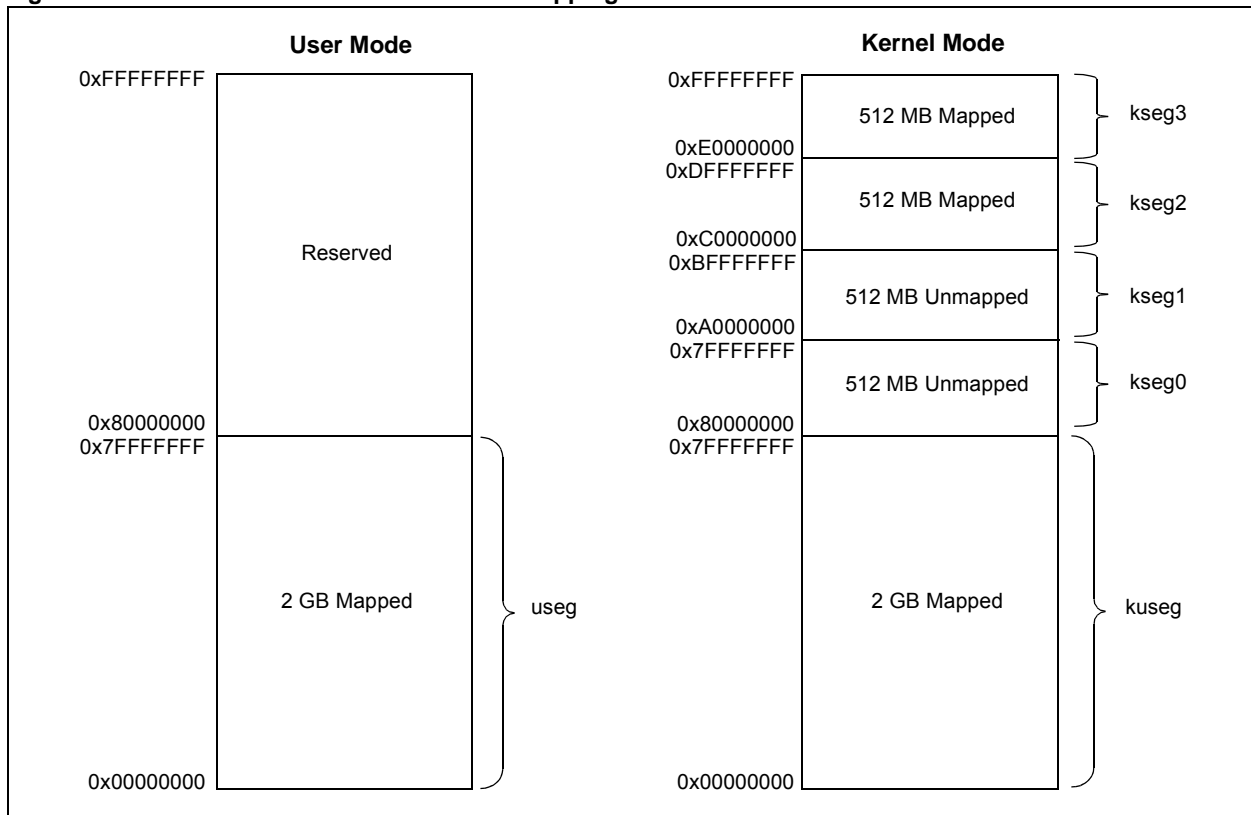 User Mode
0xFFFFFFFF
Reserved
0x80000000
0x7FFFFFFF
2 GB Mapped
useg
0x00000000
Kernel Mode
0xFFFFFFFF
512 MB Mapped
kseg3
0xE0000000
0xDFFFFFFF
512 MB Mapped
kseg2
0xC0000000
0xBFFFFFFF
512 MB Unmapped
kseg1
0xA0000000
0x7FFFFFFF
512 MB Unmapped
kseg0
0x80000000
0x7FFFFFFF
2 GB Mapped
kuseg
0x00000000